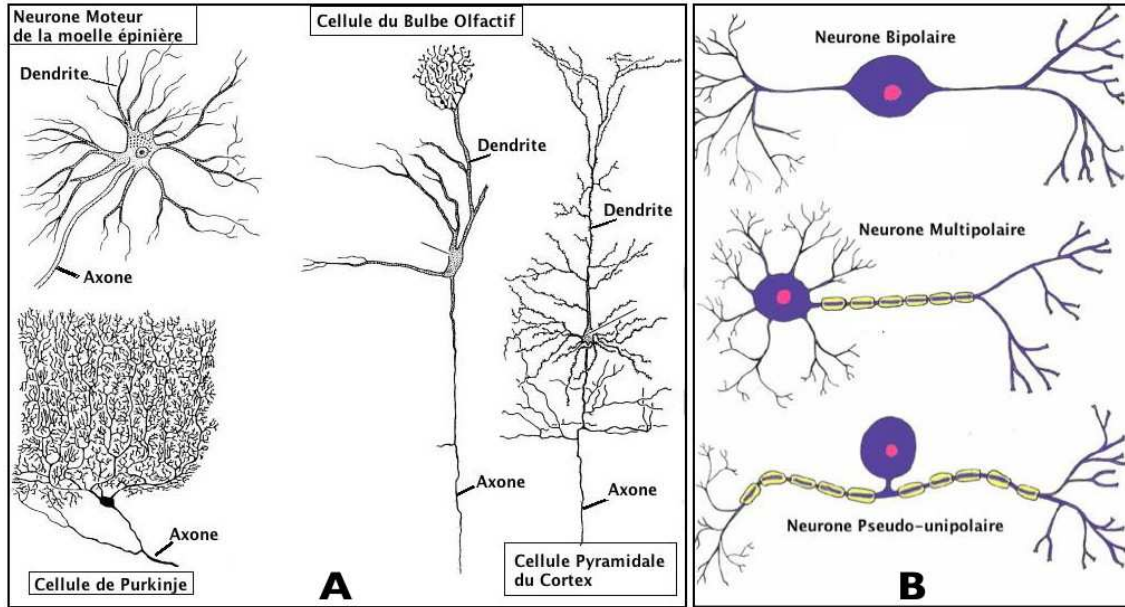 Neurone Moteur
de la moelle épinière
Dendrite
Axone
Cellule du Bulbe Olfactif
Dendrite
Axone
Dendrite
Axone
Cellule Pyramidale
du Cortex
Axone
Cellule de Purkinje
A
Neurone Bipolaire
Neurone Multipolaire
Neurone Pseudo-unipolaire
B